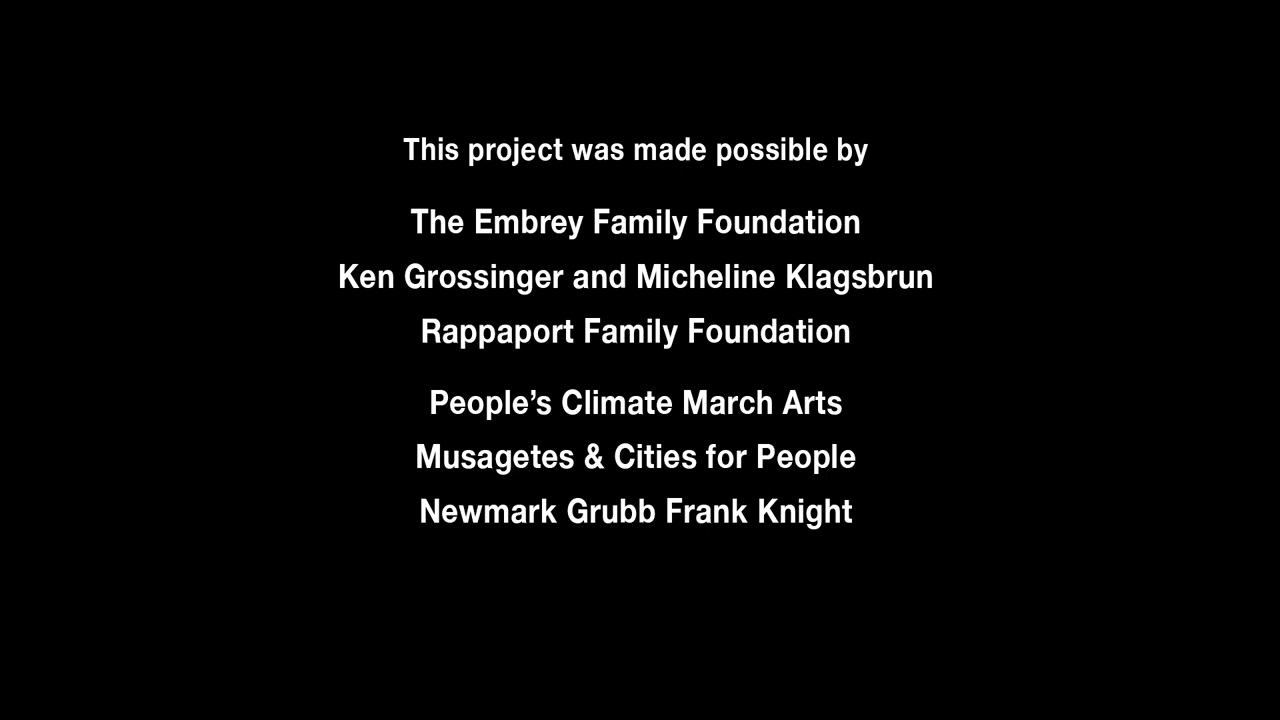 This project was made possible by
The Embrey Family Foundation
Ken Grossinger and Micheline Klagsbrun
Rappaport Family Foundation
People’s Climate March Arts
Musagetes & Cities for People
Newmark Grubb Frank Knight